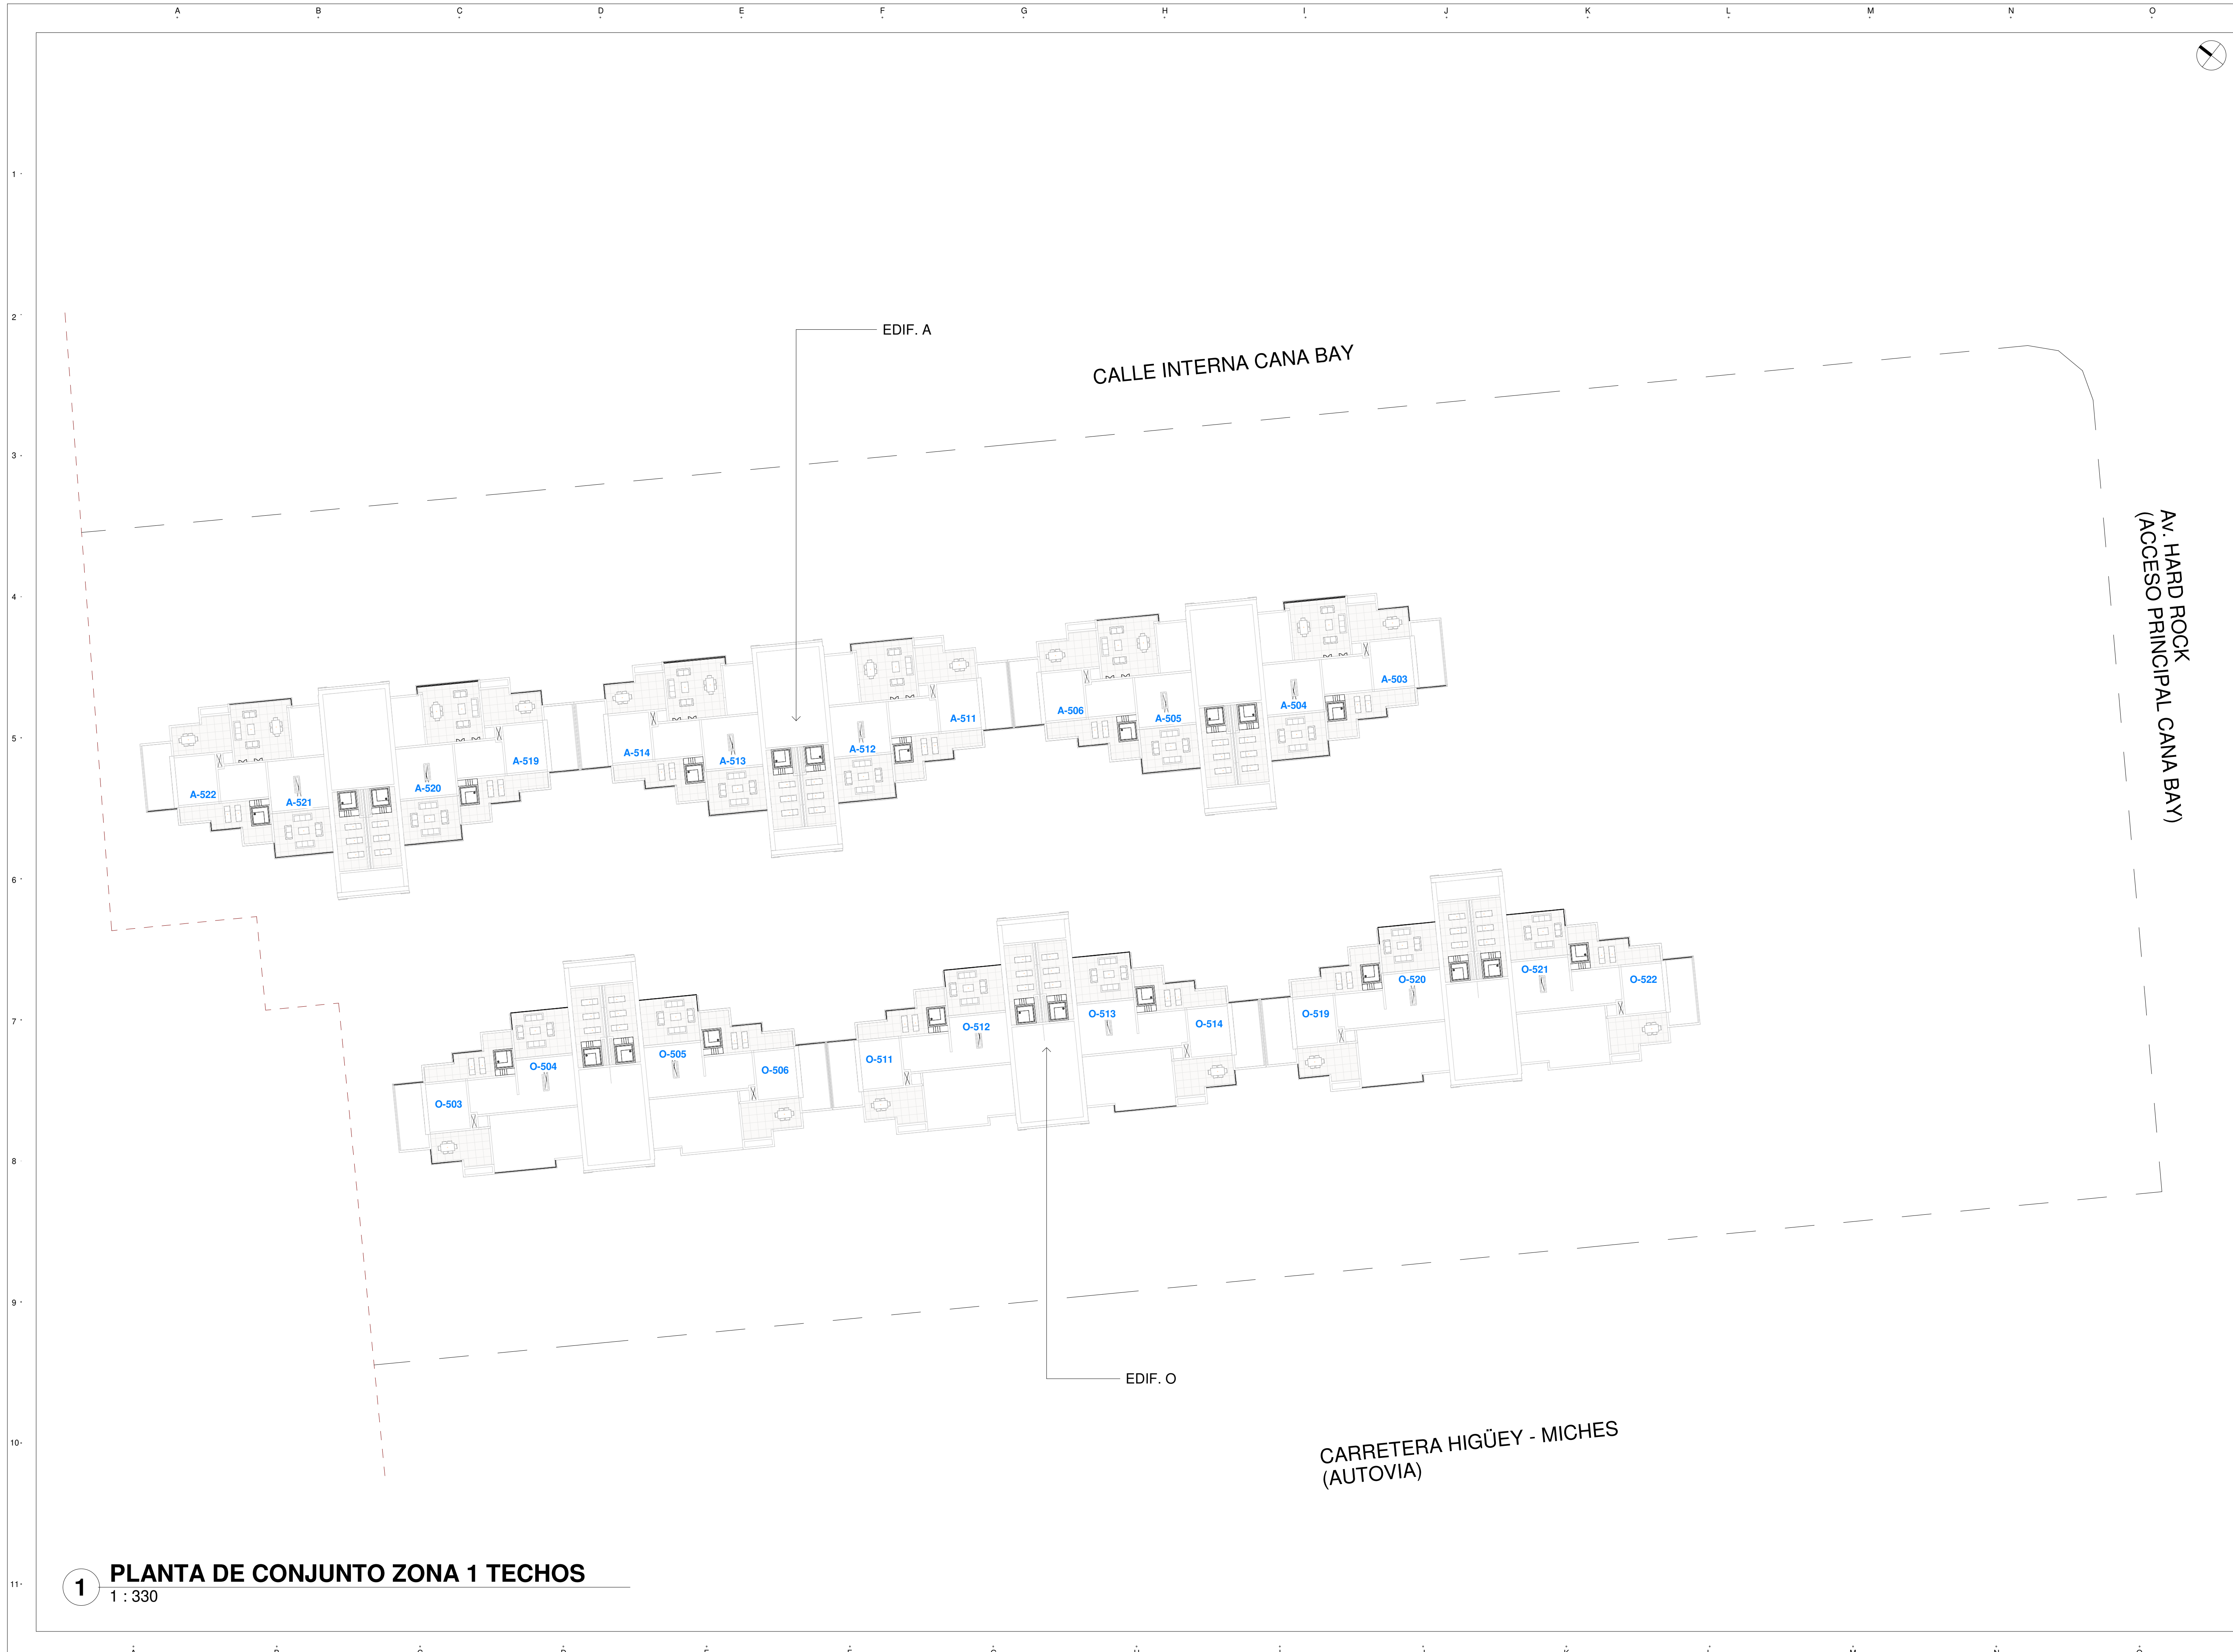 A B C D E F G H I J K L M N O
1
2
EDIF. A
CALLE INTERNA CANA BAY
3
Av. HARD ROCK
(ACCESO PRINCIPAL CANA BAY)
4
A-503
A-504
A-505
A-506
A-511
A-512
A-513
A-514
A-519
A-520
A-521
A-522
5
6
O-522
O-521
O-520
O-519
O-514
O-513
O-512
O-511
O-506
O-505
O-504
O-503
7
8
9
EDIF. O
10
CARRETERA HIGÜEY - MICHES
(AUTOVIA)
11
1
PLANTA DE CONJUNTO ZONA 1 TECHOS
1 : 330